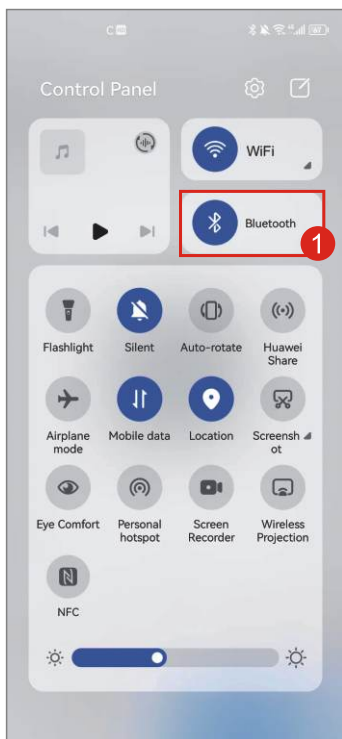 Control Panel
WiFi
Bluetooth
1
Flashlight
Silent
Auto-rotate
Huawei
Share
Airplane
mode
Mobile data
Location
Screensh
ot
Eye Comfort
Personal
hotspot
Screen
Recorder
Wireless
Projection
NFC